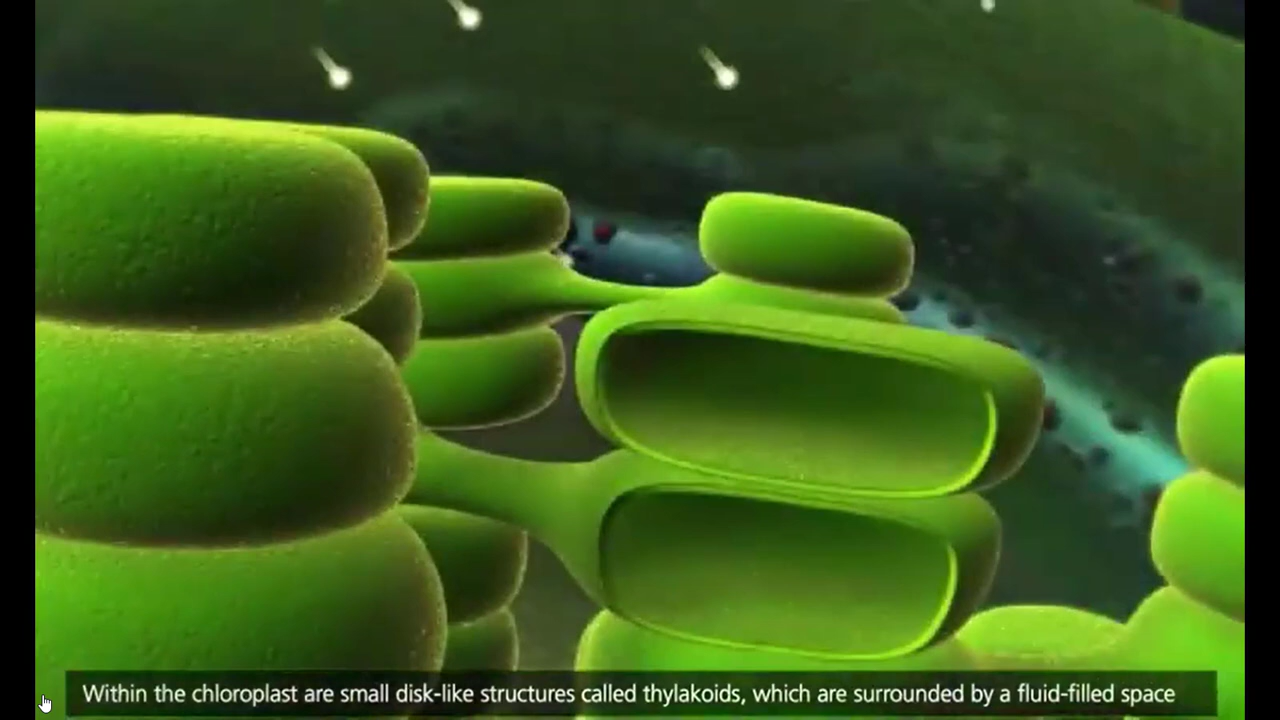 Within the chloroplast are small disk-like structures called thylakoids, which are surrounded by a fluid-filled space